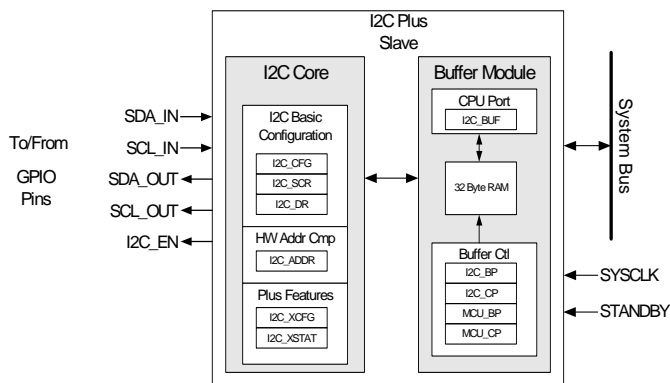 I2C Plus
Slave
I2C Core
Buffer Module
I2C Basic
Configuration
I2C_CFG
I2C_SCR
I2C_DR
HW Addr Cmp
I2C_ADDR
Plus Features
I2C_XCFG
I2C_XSTAT
CPU Port
I2C_BUF
32 Byte RAM
Buffer Ctl
I2C_BP
I2C_CP
MCU_BP
MCU_CP
To/From
GPIO
Pins
SDA_IN
SCL_IN
SDA_OUT
SCL_OUT
I2C_EN
System Bus
SYSCLK
STANDBY